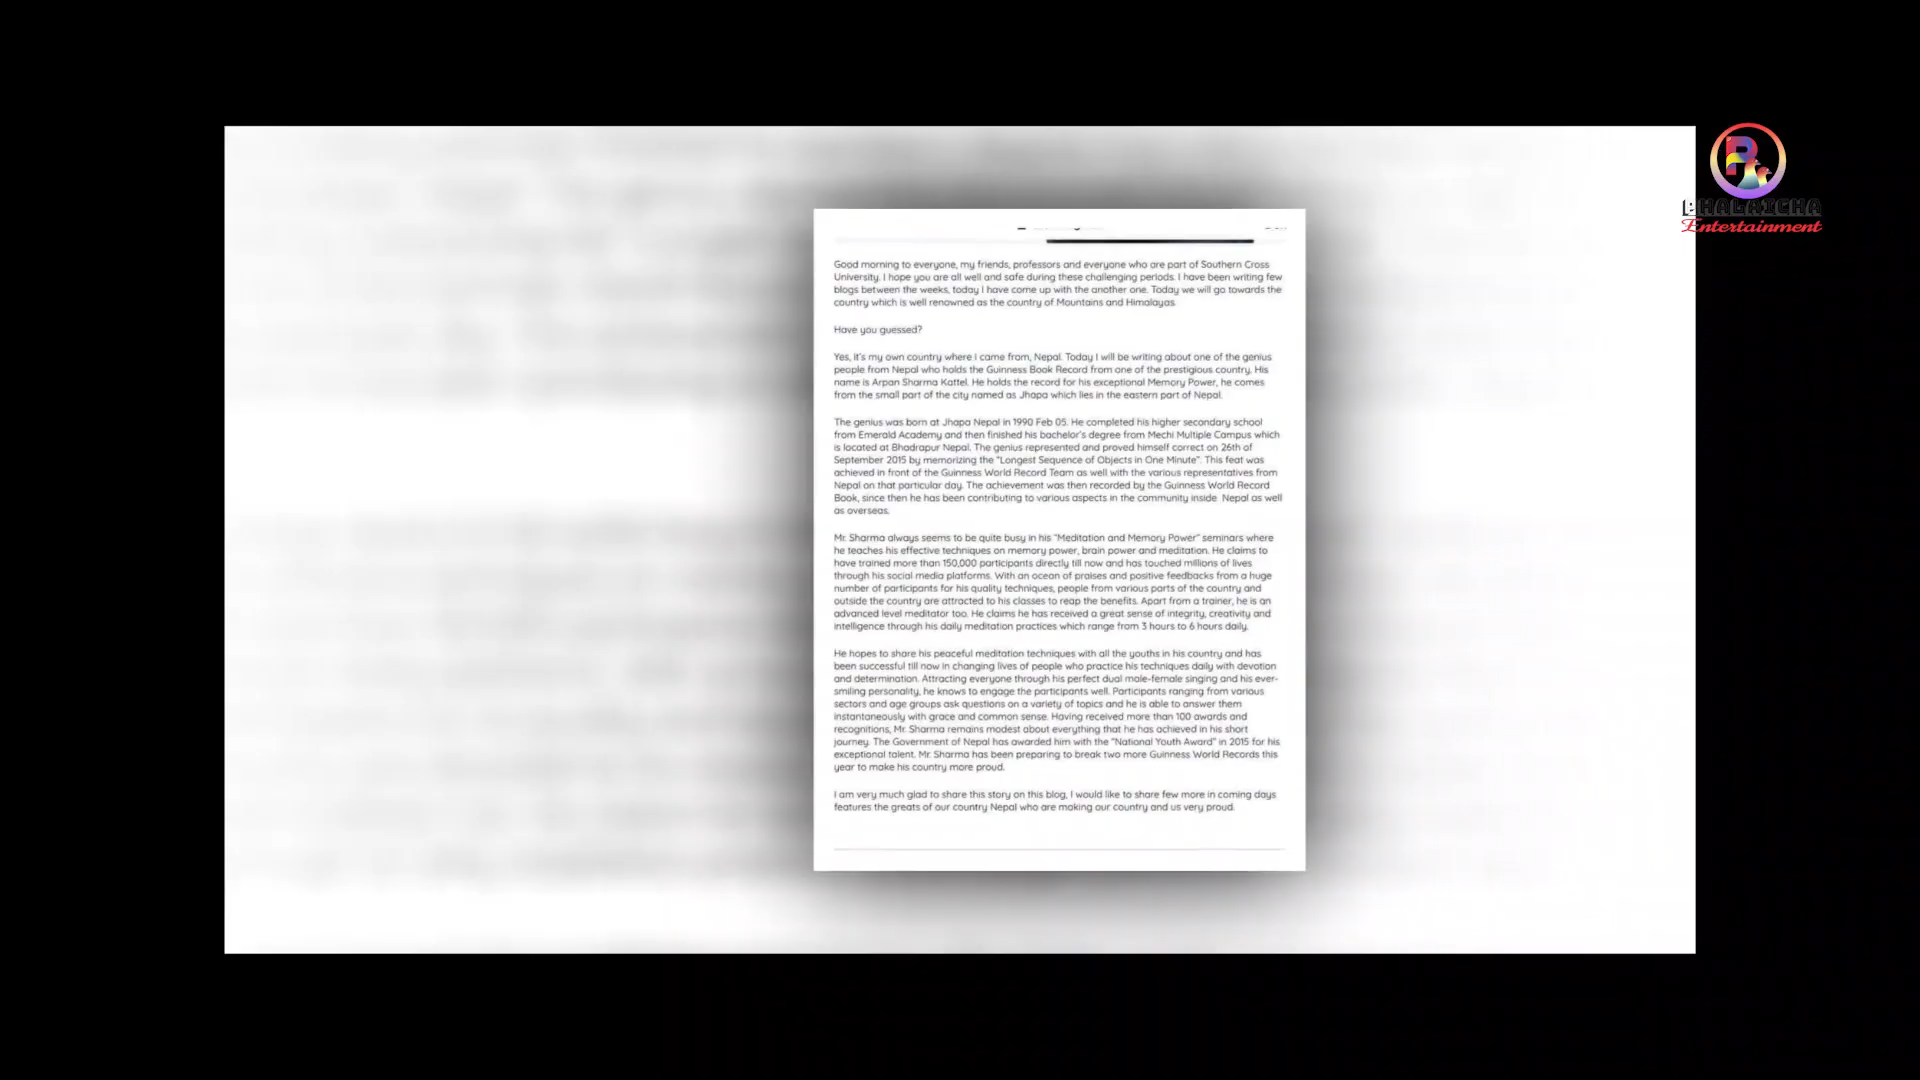 PHALAICHA
Entertainment
Good morning to everyone, my friends, professors and everyone who are part of Southern Cross
University. I hope you are all well and safe during these challenging periods. I have been writing few
blogs between the weeks, today I have come up with the another one. Today we will go towards the
country which is well renowned as the country of Mountains and Himalayas.
Have you guessed?
Yes, it's my own country where I came from, Nepal. Today I will be writing about one of the genius
people from Nepal who holds the Guinness Book Record from one of the prestigious country. His
name is Arpan Sharma Kattel. He holds the record for his exceptional Memory Power, he comes
from the small part of the city named as Jhapa which lies in the eastern part of Nepal.
The genius was born at Jhapa Nepal in 1990 Feb 05. He completed his higher secondary school
from Emerald Academy and then finished his bachelor's degree from Mechi Multiple Campus which
is located at Bhadrapur Nepal. The genius represented and proved himself correct on 26th of
September 2015 by memorizing the "Longest Sequence of Objects in One Minute". This feat was
achieved in front of the Guinness World Record Team as well with the various representatives from
Nepal on that particular day. The achievement was then recorded by the Guinness World Record
Book, since then he has been contributing to various aspects in the community inside Nepal as well
as overseas.
Mr. Sharma always seems to be quite busy in his "Meditation and Memory Power" seminars where
he teaches his effective techniques on memory power, brain power and meditation. He claims to
have trained more than 150,000 participants directly till now and has touched millions of lives
through his social media platforms. With an ocean of praises and positive feedbacks from a huge
number of participants for his quality techniques, people from various parts of the country and
outside the country are attracted to his classes to reap the benefits. Apart from a trainer, he is an
advanced level meditator too. He claims he has received a great sense of integrity, creativity and
intelligence through his daily meditation practices which range from 3 hours to 6 hours daily.
He hopes to share his peaceful meditation techniques with all the youths in his country and has
been successful till now in changing lives of people who practice his techniques daily with devotion
and determination. Attracting everyone through his perfect dual male-female singing and his ever-
smiling personality, he knows to engage the participants well. Participants ranging from various
sectors and age groups ask questions on a variety of topics and he is able to answer them
instantaneously with grace and common sense. Having received more than 100 awards and
recognitions, Mr. Sharma remains modest about everything that he has achieved in his short
journey. The Government of Nepal has awarded him with the "National Youth Award" in 2015 for his
exceptional talent. Mr. Sharma has been preparing to break two more Guinness World Records this
year to make his country more proud.
I am very much glad to share this story on this blog, I would like to share few more in coming days
features the greats of our country Nepal who are making our country and us very proud.